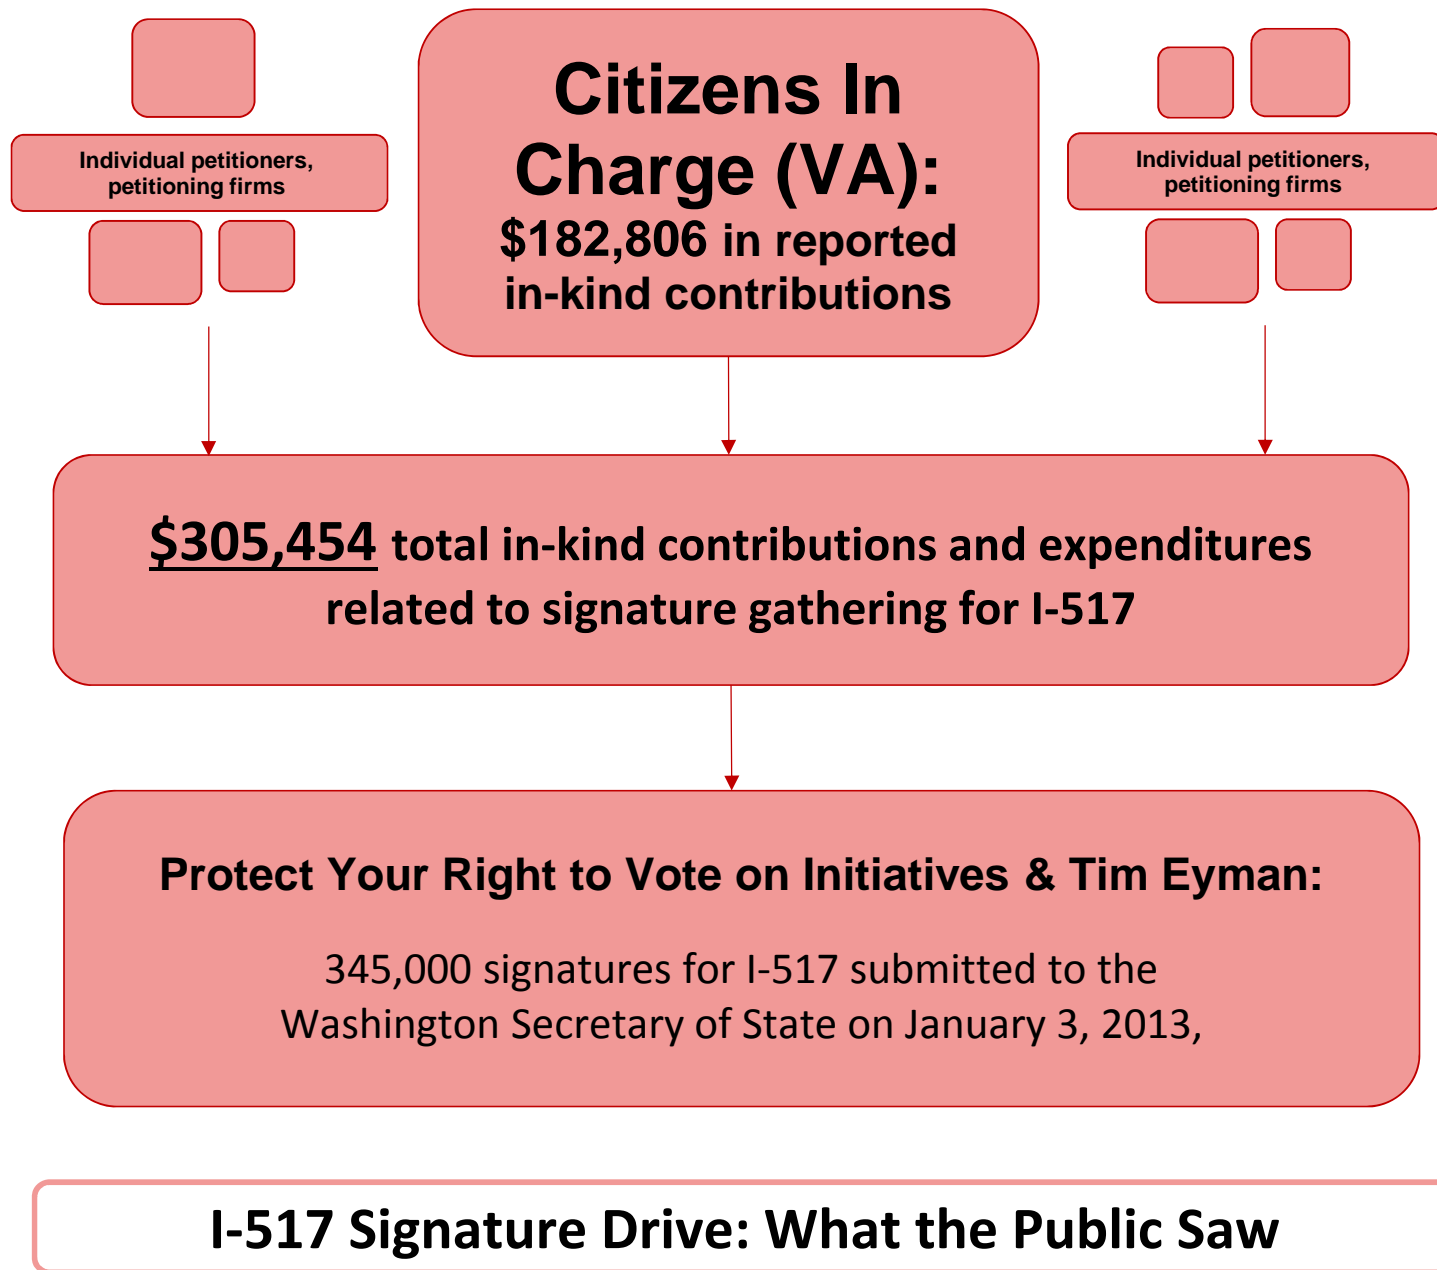 Individual petitioners,
petitioning firms
Citizens In
Charge (VA):
$182,806 in reported
in-kind contributions
Individual petitioners,
petitioning firms
$305,454 total in-kind contributions and expenditures
related to signature gathering for I-517
Protect Your Right to Vote on Initiatives & Tim Eyman:
345,000 signatures for I-517 submitted to the
Washington Secretary of State on January 3, 2013,
I-517 Signature Drive: What the Public Saw